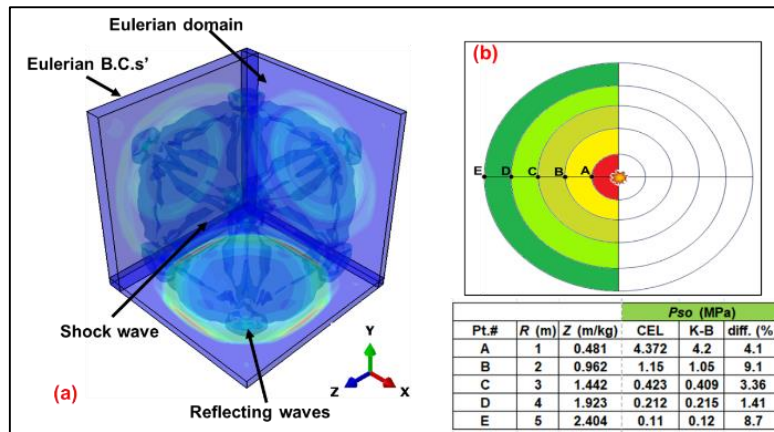 Eulerian domain
Eulerian B.C.s'
Shock wave
Reflecting waves
(a)
Y
Z
X
(b)
E D C B A
Pso (MPa)
Pt.# R (m) Z (m/kg) CEL K-B diff. (%
A 1 0.481 4.372 4.2 4.1
B 2 0.962 1.15 1.05 9.1
C 3 1.442 0.423 0.409 3.36
D 4 1.923 0.212 0.215 1.41
E 5 2.404 0.11 0.12 8.7